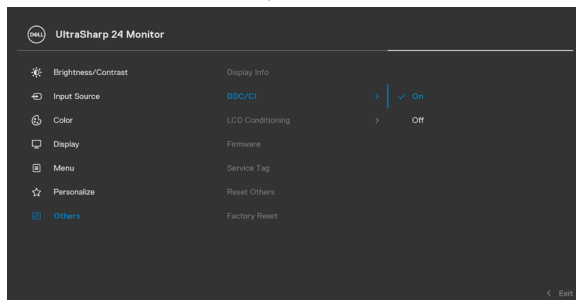 DELL UltraSharp 24 Monitor
Brightness/Contrast Display Info
Input Source DDC/CI > ✓ On
Color LCD Conditioning > Off
Display Firmware
Menu Service Tag
Personalize Reset Others
Others Factory Reset
< Exit